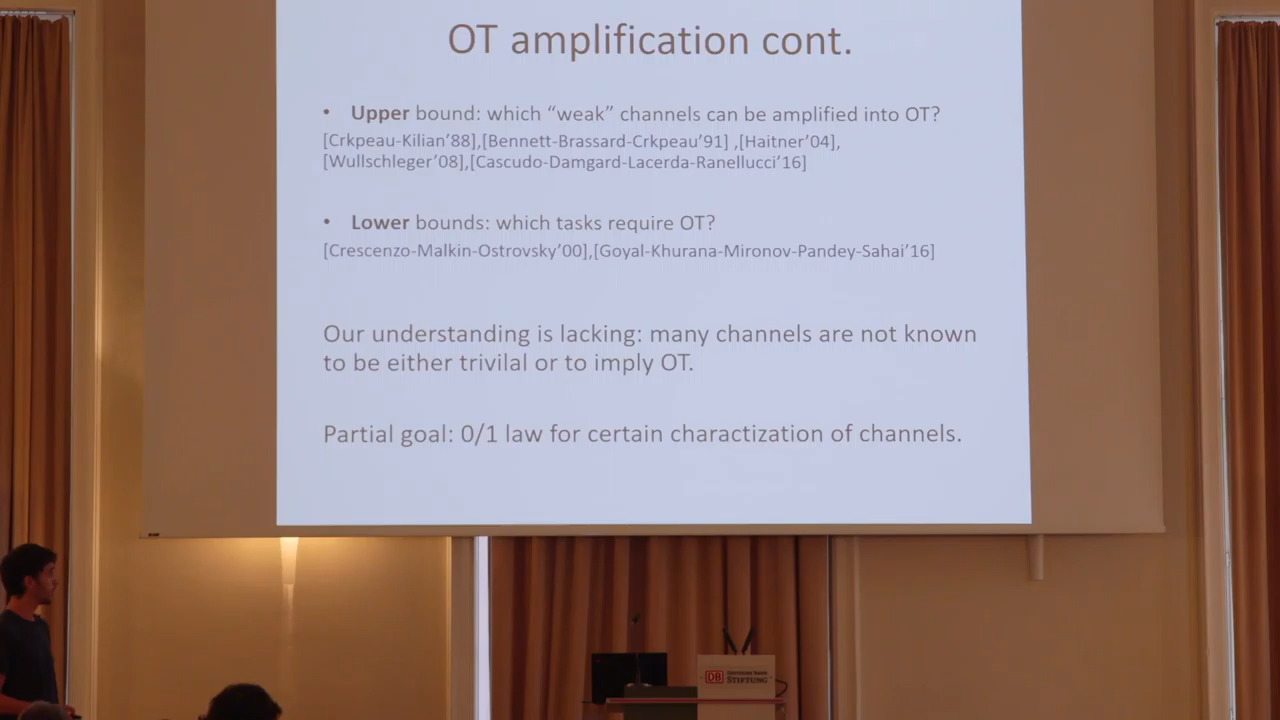 OT amplification cont.
• Upper bound: which “weak” channels can be amplified into OT?
[Crkpeau-Kilian’88],[Bennett-Brassard-Crkpeau’91] ,[Haitner’04],
[Wullschleger’08],[Cascudo-Damgard-Lacerda-Ranellucci’16]
• Lower bounds: which tasks require OT?
[Crescenzo-Malkin-Ostrovsky’00],[Goyal-Khurana-Mironov-Pandey-Sahai’16]
Our understanding is lacking: many channels are not known
to be either trivilal or to imply OT.
Partial goal: 0/1 law for certain charactization of channels.
DB
STIFTUNG